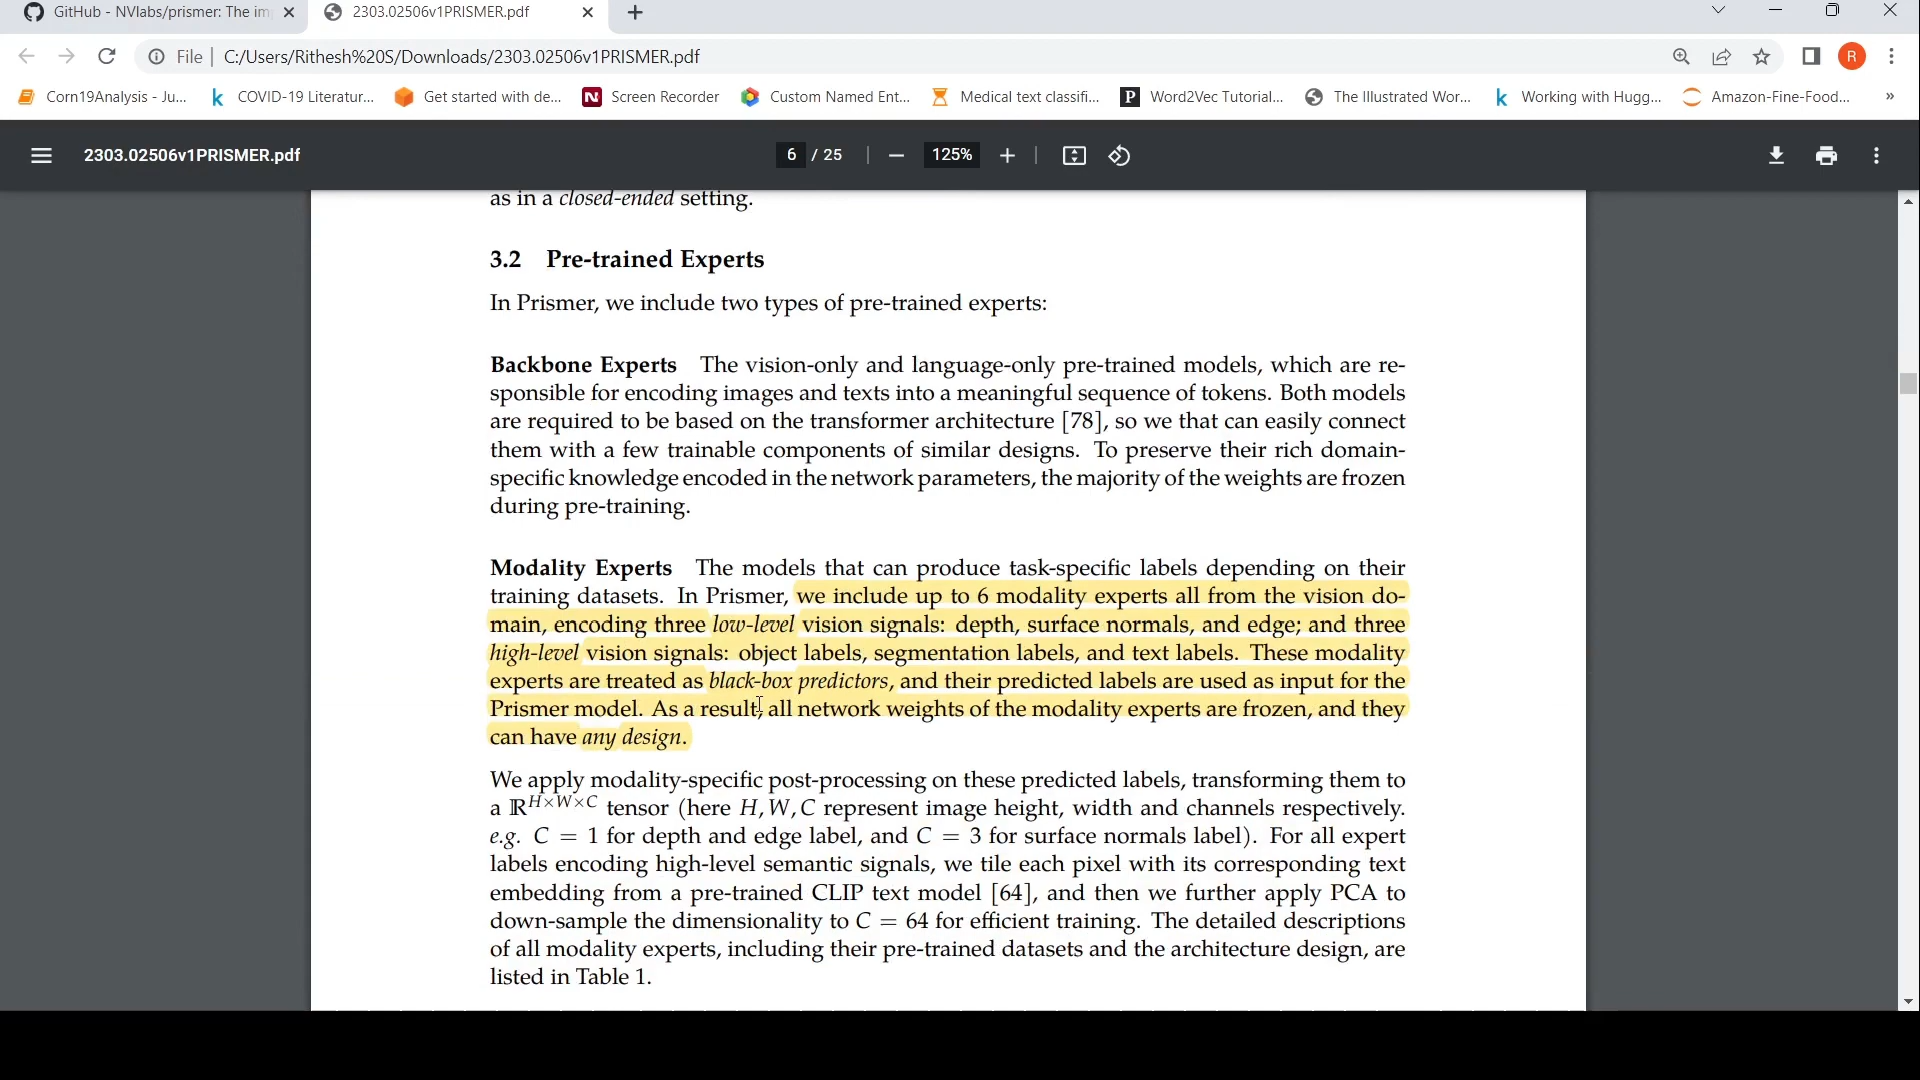 GitHub - NVlabs/prismer: The im
2303.02506v1PRISMER.pdf
File
C:/Users/Rithesh%20S/Downloads/2303.02506v1PRISMER.pdf
R
Corn19Analysis - Ju...
COVID-19 Literatur...
Get started with de...
Screen Recorder
Custom Named Ent...
Medical text classifi...
Word2Vec Tutorial...
The Illustrated Wor...
Working with Hugg...
Amazon-Fine-Food...
»
2303.02506v1PRISMER.pdf
6 / 25
125%
as in a closed-ended setting.
3.2 Pre-trained Experts
In Prismer, we include two types of pre-trained experts:
Backbone Experts The vision-only and language-only pre-trained models, which are re-
sponsible for encoding images and texts into a meaningful sequence of tokens. Both models
are required to be based on the transformer architecture [78], so we that can easily connect
them with a few trainable components of similar designs. To preserve their rich domain-
specific knowledge encoded in the network parameters, the majority of the weights are frozen
during pre-training.
Modality Experts The models that can produce task-specific labels depending on their
training datasets. In Prismer, we include up to 6 modality experts all from the vision do-
main, encoding three low-level vision signals: depth, surface normals, and edge; and three
high-level vision signals: object labels, segmentation labels, and text labels. These modality
experts are treated as black-box predictors, and their predicted labels are used as input for the
Prismer model. As a result, all network weights of the modality experts are frozen, and they
can have any design.
We apply modality-specific post-processing on these predicted labels, transforming them to
a ℝ^{H×W×C} tensor (here H, W, C represent image height, width and channels respectively.
e.g. C = 1 for depth and edge label, and C = 3 for surface normals label). For all expert
labels encoding high-level semantic signals, we tile each pixel with its corresponding text
embedding from a pre-trained CLIP text model [64], and then we further apply PCA to
down-sample the dimensionality to C = 64 for efficient training. The detailed descriptions
of all modality experts, including their pre-trained datasets and the architecture design, are
listed in Table 1.